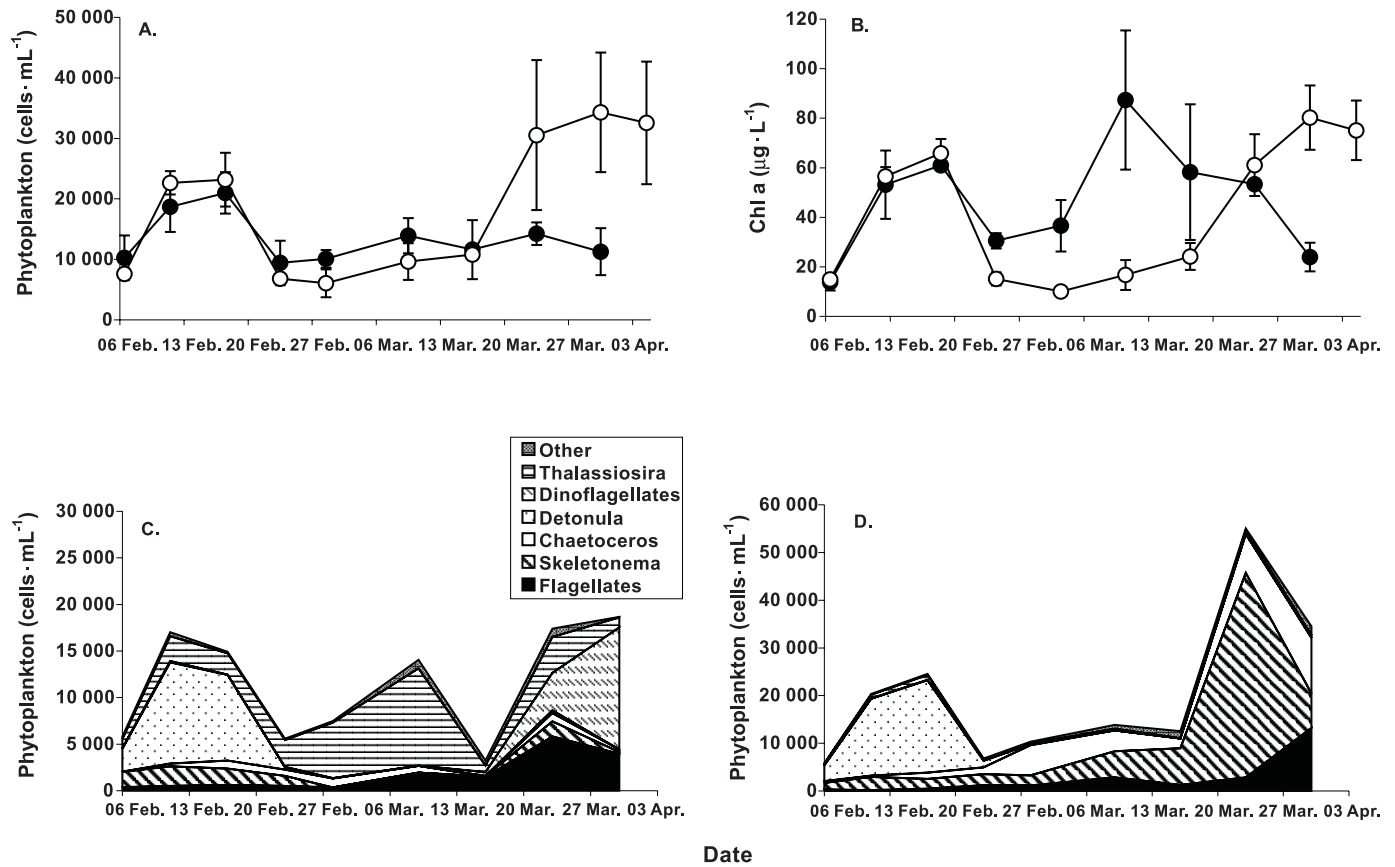 A.
Phytoplankton (cells· mL⁻¹)
50 000
40 000
30 000
20 000
10 000
0
06 Feb. 13 Feb. 20 Feb. 27 Feb. 06 Mar. 13 Mar. 20 Mar. 27 Mar. 03 Apr.
B.
Chl a (µg·L⁻¹)
120
100
80
60
40
20
0
06 Feb. 13 Feb. 20 Feb. 27 Feb. 06 Mar. 13 Mar. 20 Mar. 27 Mar. 03 Apr.
Other
Thalassiosira
Dinoflagellates
Detonula
Chaetoceros
Skeletonema
Flagellates
C.
Phytoplankton (cells· mL⁻¹)
30 000
25 000
20 000
15 000
10 000
5 000
0
06 Feb. 13 Feb. 20 Feb. 27 Feb. 06 Mar. 13 Mar. 20 Mar. 27 Mar. 03 Apr.
D.
Phytoplankton (cells· mL⁻¹)
60 000
50 000
40 000
30 000
20 000
10 000
0
06 Feb. 13 Feb. 20 Feb. 27 Feb. 06 Mar. 13 Mar. 20 Mar. 27 Mar. 03 Apr.
Date